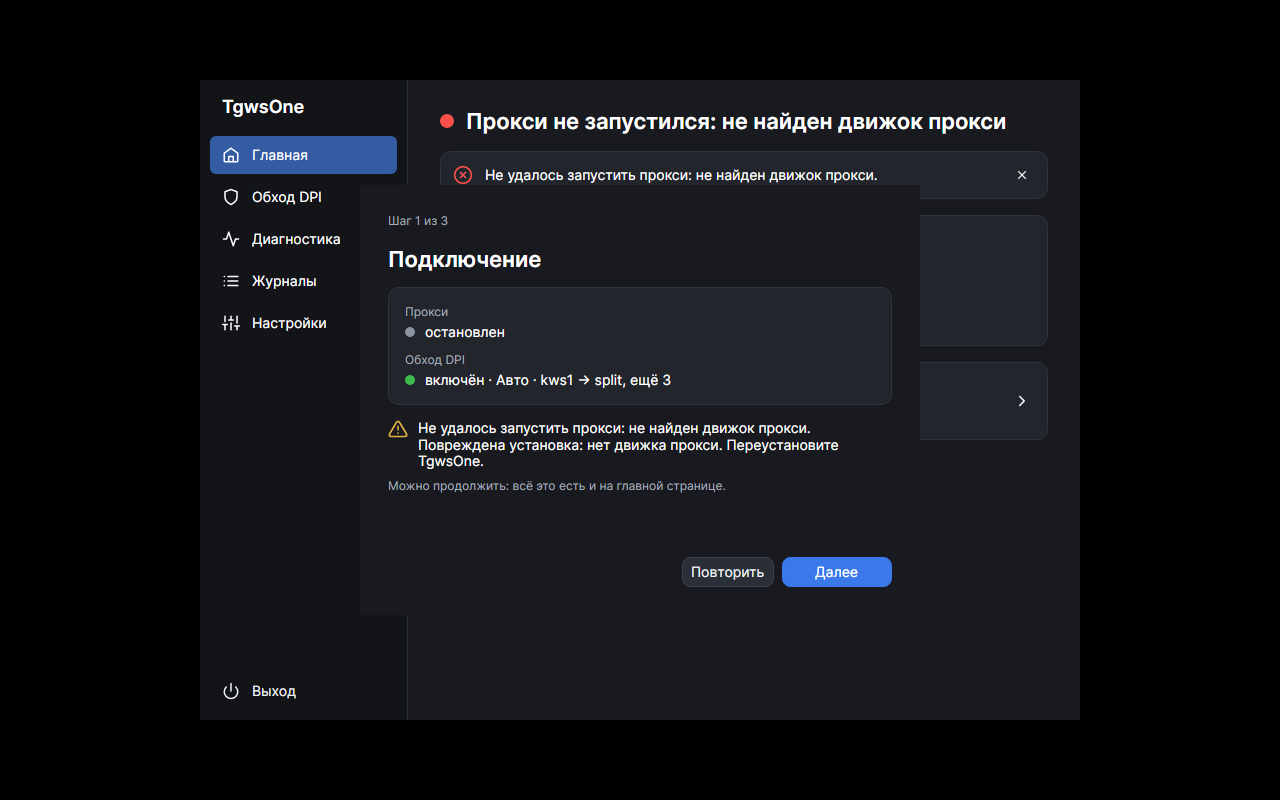 TgwsOne
Главная
Обход DPI
Диагностика
Журналы
Настройки
Выход
Прокси не запустился: не найден движок прокси
Не удалось запустить прокси: не найден движок прокси.
Шаг 1 из 3
Подключение
Прокси
остановлен
Обход DPI
включён · Авто · kws1 → split, ещё 3
Не удалось запустить прокси: не найден движок прокси.
Повреждена установка: нет движка прокси. Переустановите
TgwsOne.
Можно продолжить: всё это есть и на главной странице.
Повторить
Далее